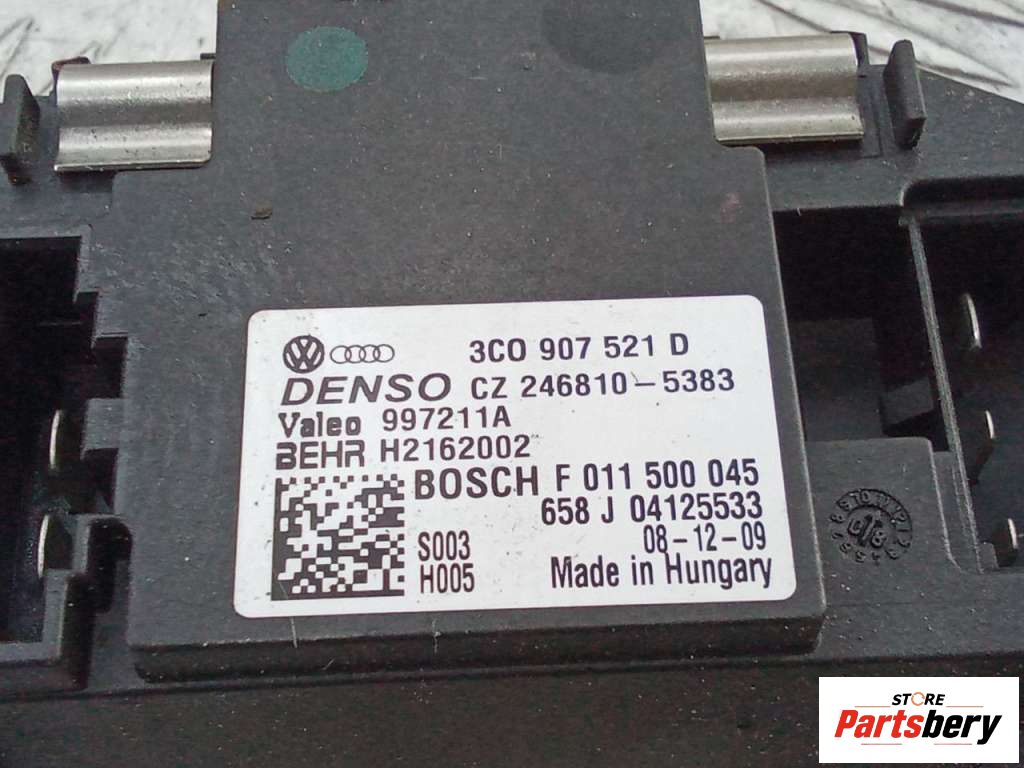 3C0 907 521 D
DENSO CZ 246810-5383
Valeo 997211A
BEHR H2162002
BOSCH F 011 500 045
658 J 04125533
S003 08-12-09
H005 Made in Hungary
STORE
Partsbery